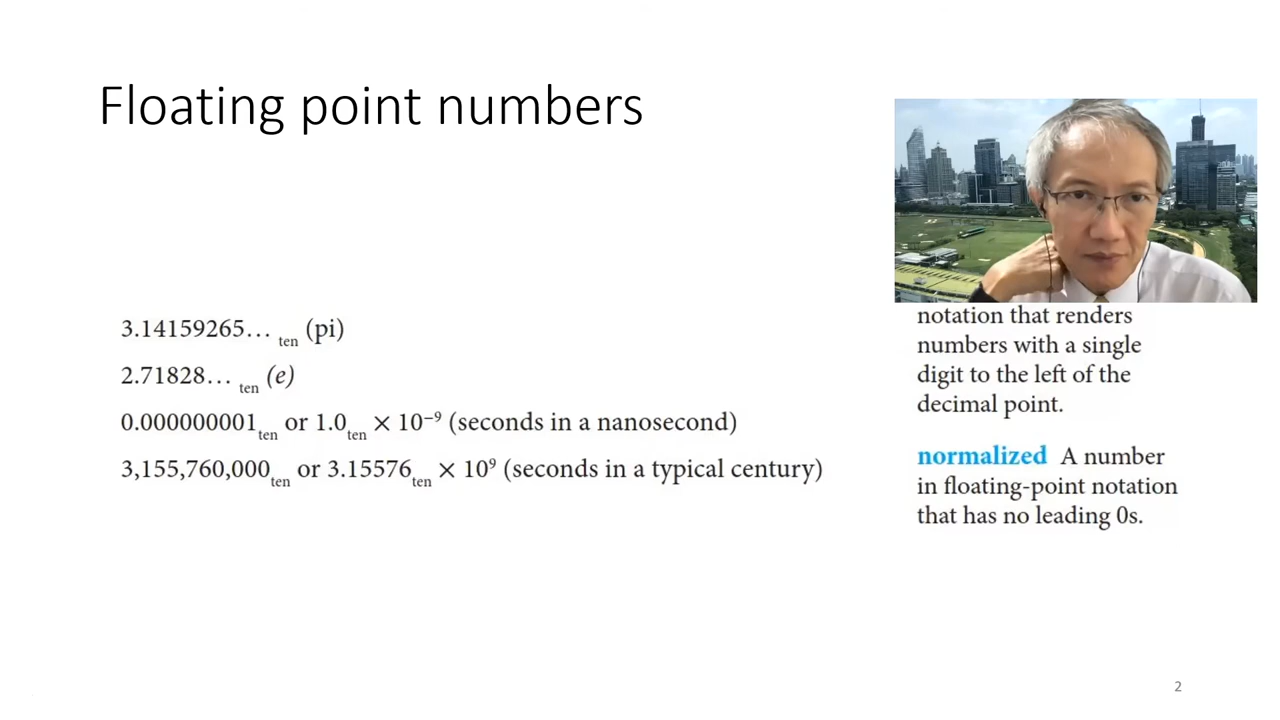 Floating point numbers
3.14159265… ten (pi)
2.71828… ten (e)
0.000000001ten or 1.0ten × 10⁻⁹ (seconds in a nanosecond)
3,155,760,000ten or 3.15576ten × 10⁹ (seconds in a typical century)
notation that renders
numbers with a single
digit to the left of the
decimal point.
normalized A number
in floating-point notation
that has no leading 0s.
2